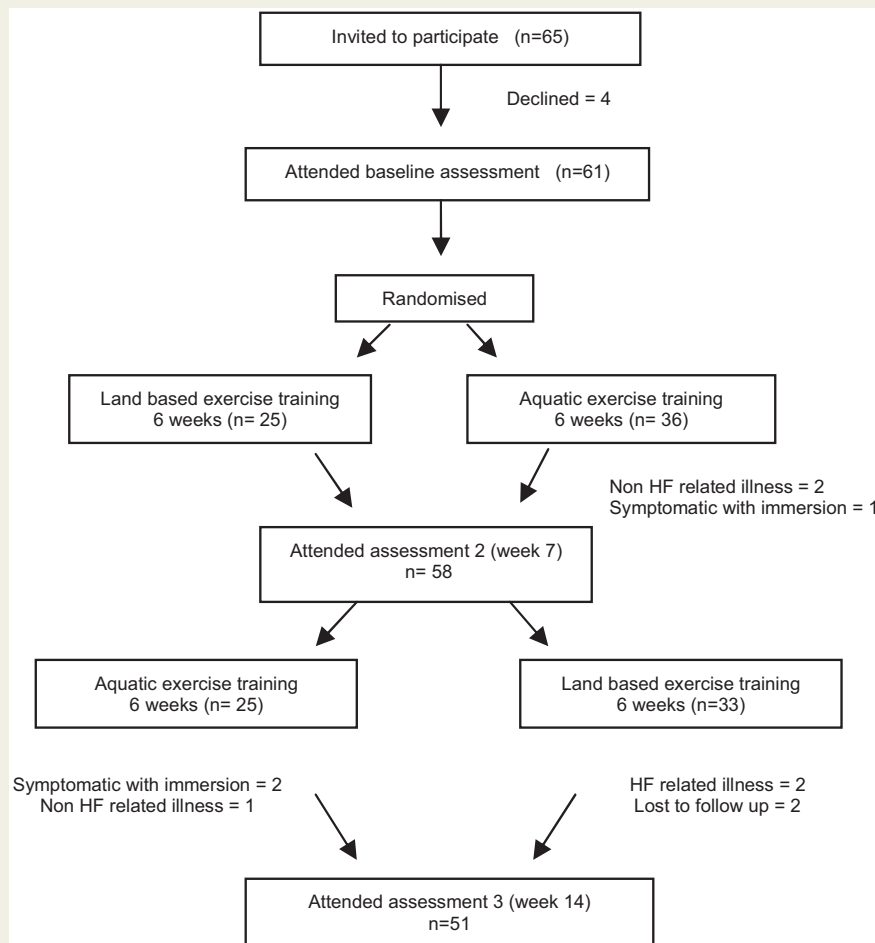 Invited to participate (n=65)
Declined = 4
Attended baseline assessment (n=61)
Randomised
Land based exercise training
6 weeks (n= 25)
Aquatic exercise training
6 weeks (n= 36)
Non HF related illness = 2
Symptomatic with immersion = 1
Attended assessment 2 (week 7)
n= 58
Aquatic exercise training
6 weeks (n= 25)
Land based exercise training
6 weeks (n=33)
Symptomatic with immersion = 2
Non HF related illness = 1
HF related illness = 2
Lost to follow up = 2
Attended assessment 3 (week 14)
n=51